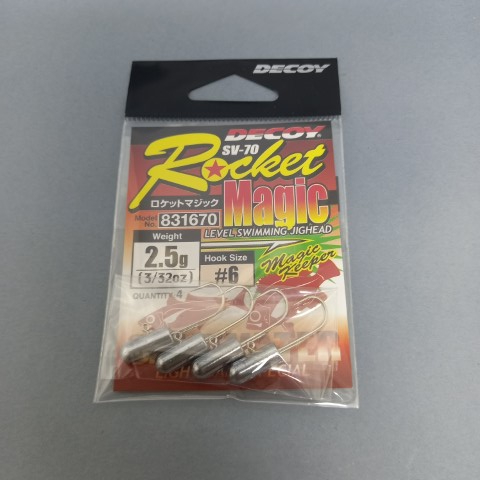 DECOY
DECOY
SV-70
Rocket
ロケットマジック
Magic
Model No. 831670
LEVEL SWIMMING JIGHEAD
Weight
2.5g
(3/32oz)
Hook Size
#6
Magic Keeper
QUANTITY 4